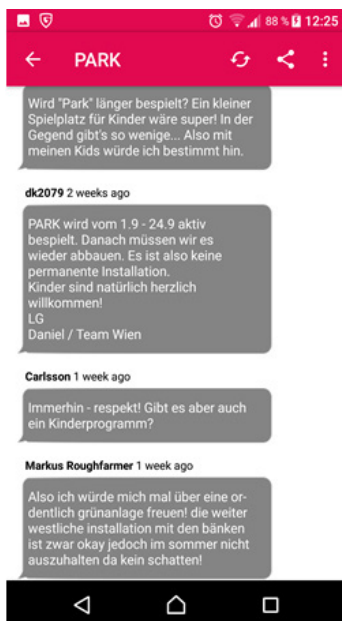 88 % 12:25
PARK
Wird "Park" länger bespielt? Ein kleiner
Spielplatz für Kinder wäre super! In der
Gegend gibt's so wenige... Also mit
meinen Kids würde ich bestimmt hin.
dk2079 2 weeks ago
PARK wird vom 1.9 - 24.9 aktiv
bespielt. Danach müssen wir es
wieder abbauen. Es ist also keine
permanente Installation.
Kinder sind natürlich herzlich
willkommen!
LG
Daniel / Team Wien
Carlsson 1 week ago
Immerhin - respekt! Gibt es aber auch
ein Kinderprogramm?
Markus Roughfarmer 1 week ago
Also ich würde mich mal über eine or-
dentlich grünanlage freuen! die weiter
westliche installation mit den bänken
ist zwar okay jedoch im sommer nicht
auszuhalten da kein schatten!